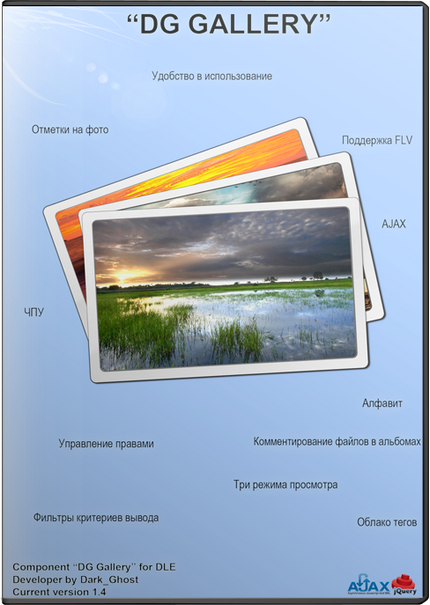 “DG GALLERY”
Удобство в использование
Отметки на фото
Поддержка FLV
AJAX
ЧПУ
Алфавит
Управление правами
Комментирование файлов в альбомах
Три режима просмотра
Фильтры критериев вывода
Облако тегов
Component “DG Gallery” for DLE
Developer by Dark_Ghost
Current version 1.4
AJAX
jQuery